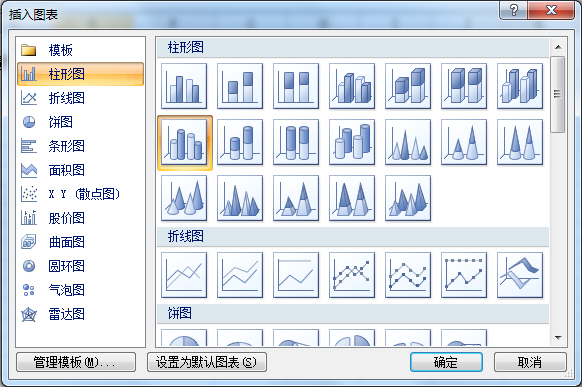 插入图表
模板
柱形图
折线图
饼图
条形图
面积图
X Y (散点图)
股价图
曲面图
圆环图
气泡图
雷达图
柱形图
折线图
饼图
管理模板(M)...
设置为默认图表(S)
确定
取消